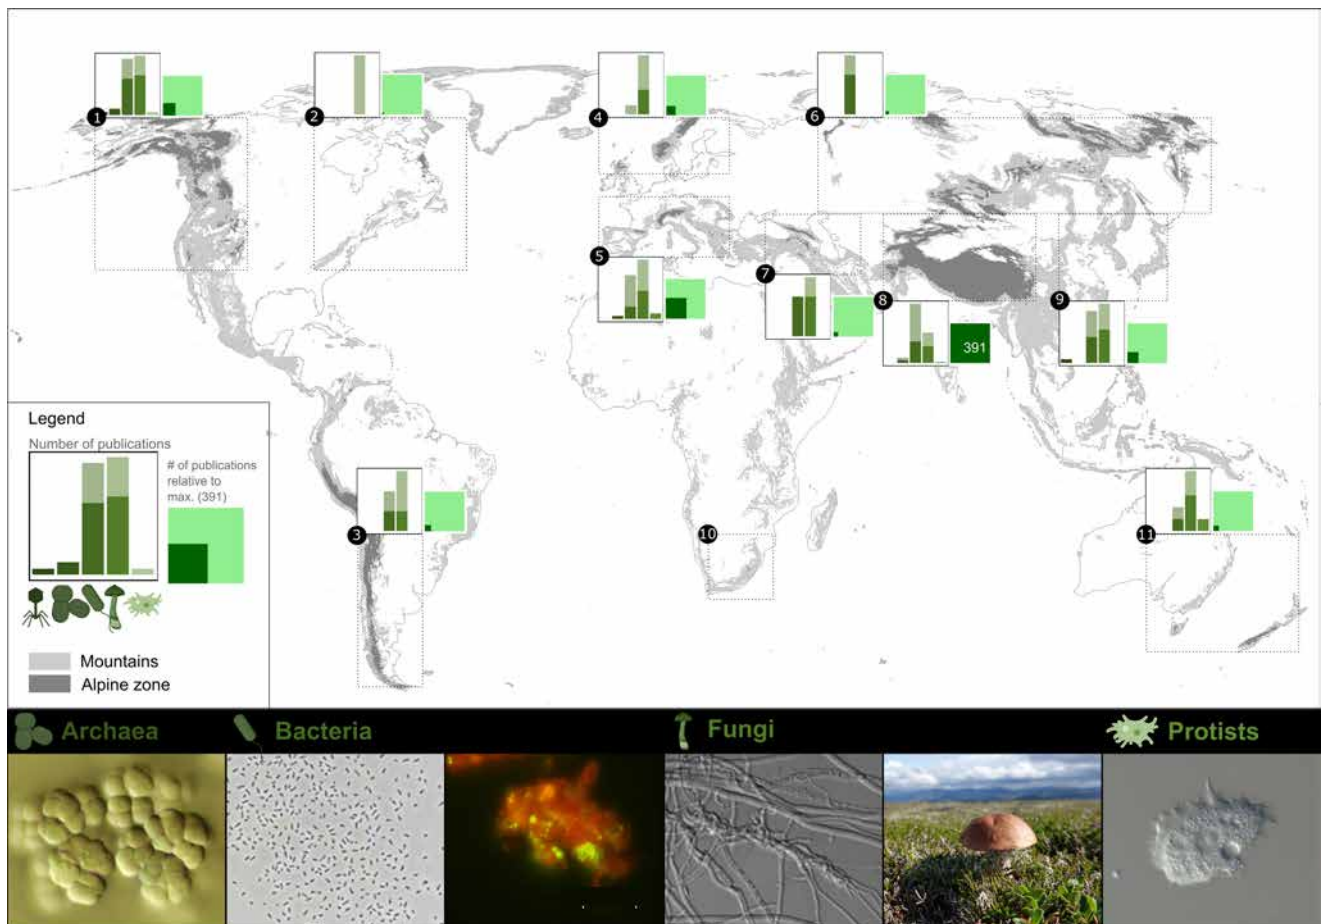 1
2
4
6
5
7
8
391
9
Legend
Number of publications
# of publications
relative to
max. (391)
Mountains
Alpine zone
3
10
11
Archaea
Bacteria
Fungi
Protists